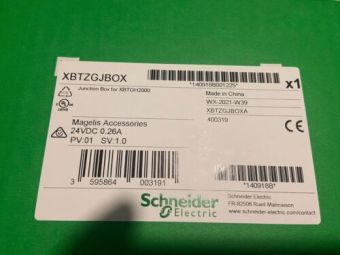 XBTZGJBOX
Junction Box for XBTGH2000
*1409188001225*
x1
Made in China
WX-2021-W39
XBTZGJBOXA
400319
Magelis Accessories
24VDC 0.26A
PV:01 SV:1.0
3 595864 003191
*1409188*
Schneider
Electric
Schneider Electric
FR-92506 Rueil Malmaison
www.schneider-electric.com/contact